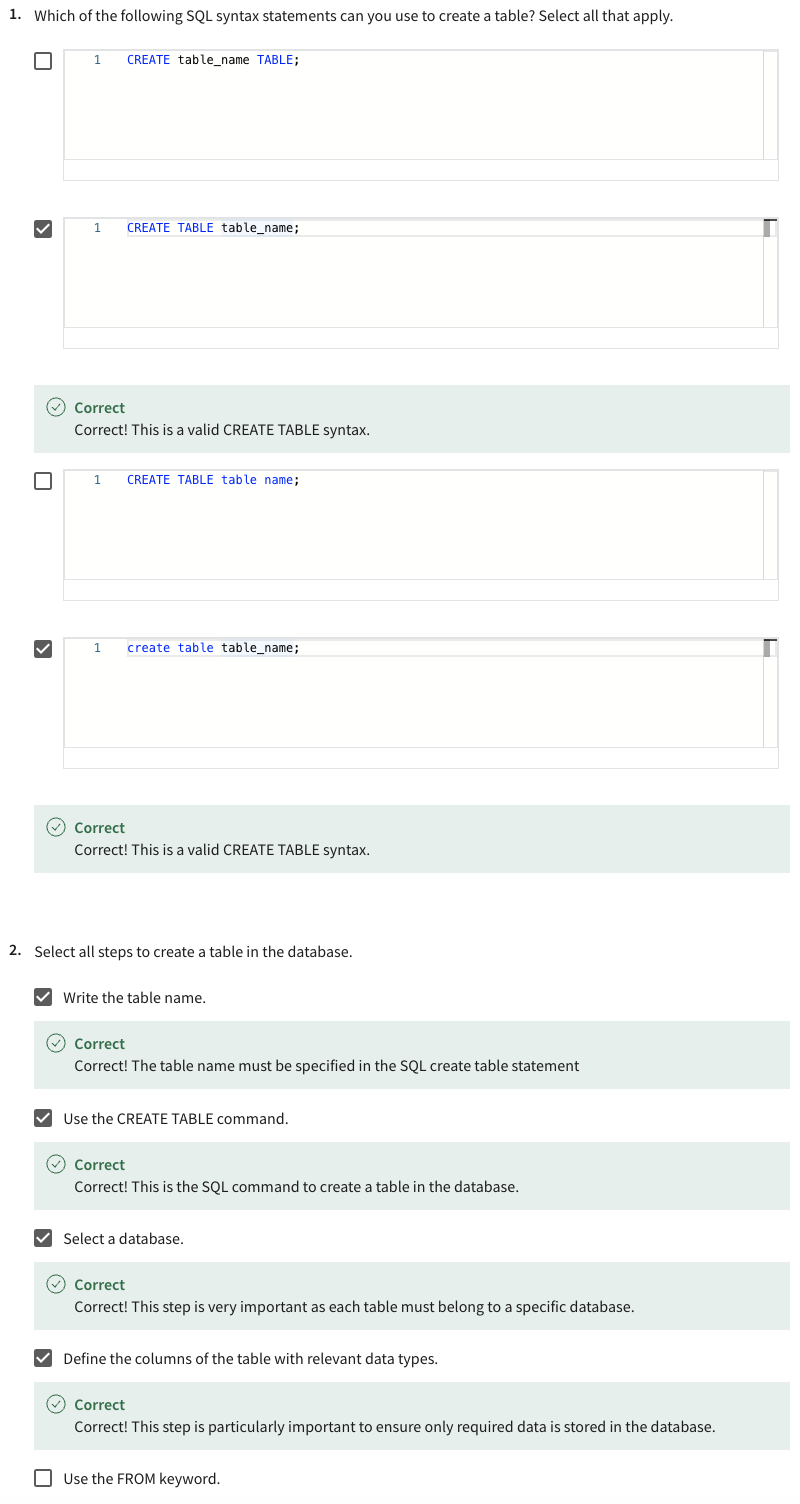 1. Which of the following SQL syntax statements can you use to create a table? Select all that apply.
1 CREATE table_name TABLE;
1 CREATE TABLE table_name;
Correct
Correct! This is a valid CREATE TABLE syntax.
1 CREATE TABLE table name;
1 create table table_name;
Correct
Correct! This is a valid CREATE TABLE syntax.
2. Select all steps to create a table in the database.
Write the table name.
Correct
Correct! The table name must be specified in the SQL create table statement
Use the CREATE TABLE command.
Correct
Correct! This is the SQL command to create a table in the database.
Select a database.
Correct
Correct! This step is very important as each table must belong to a specific database.
Define the columns of the table with relevant data types.
Correct
Correct! This step is particularly important to ensure only required data is stored in the database.
Use the FROM keyword.